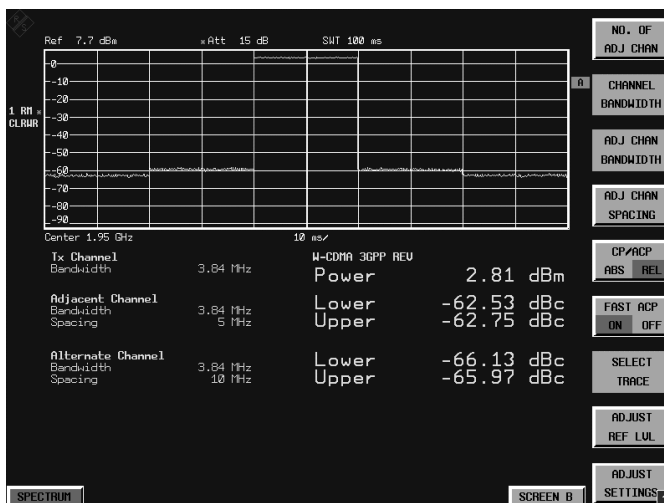 Ref 7.7 dBm
*Att 15 dB
SWT 100 ms
NO. OF
ADJ CHAN
0
-10
-20
-30
-40
-50
-60
-70
-80
-90
A
1 RM *
CLRWR
CHANNEL
BANDWIDTH
ADJ CHAN
BANDWIDTH
ADJ CHAN
SPACING
Center 1.95 GHz
10 ms/
Tx Channel
W-CDMA 3GPP REV
Bandwidth 3.84 MHz
Power 2.81 dBm
CP/ACP
ABS REL
Adjacent Channel
Bandwidth 3.84 MHz
Spacing 5 MHz
Lower -62.53 dBc
Upper -62.75 dBc
FAST ACP
ON OFF
Alternate Channel
Bandwidth 3.84 MHz
Spacing 10 MHz
Lower -66.13 dBc
Upper -65.97 dBc
SELECT
TRACE
ADJUST
REF LVL
ADJUST
SETTINGS
SPECTRUM
SCREEN B